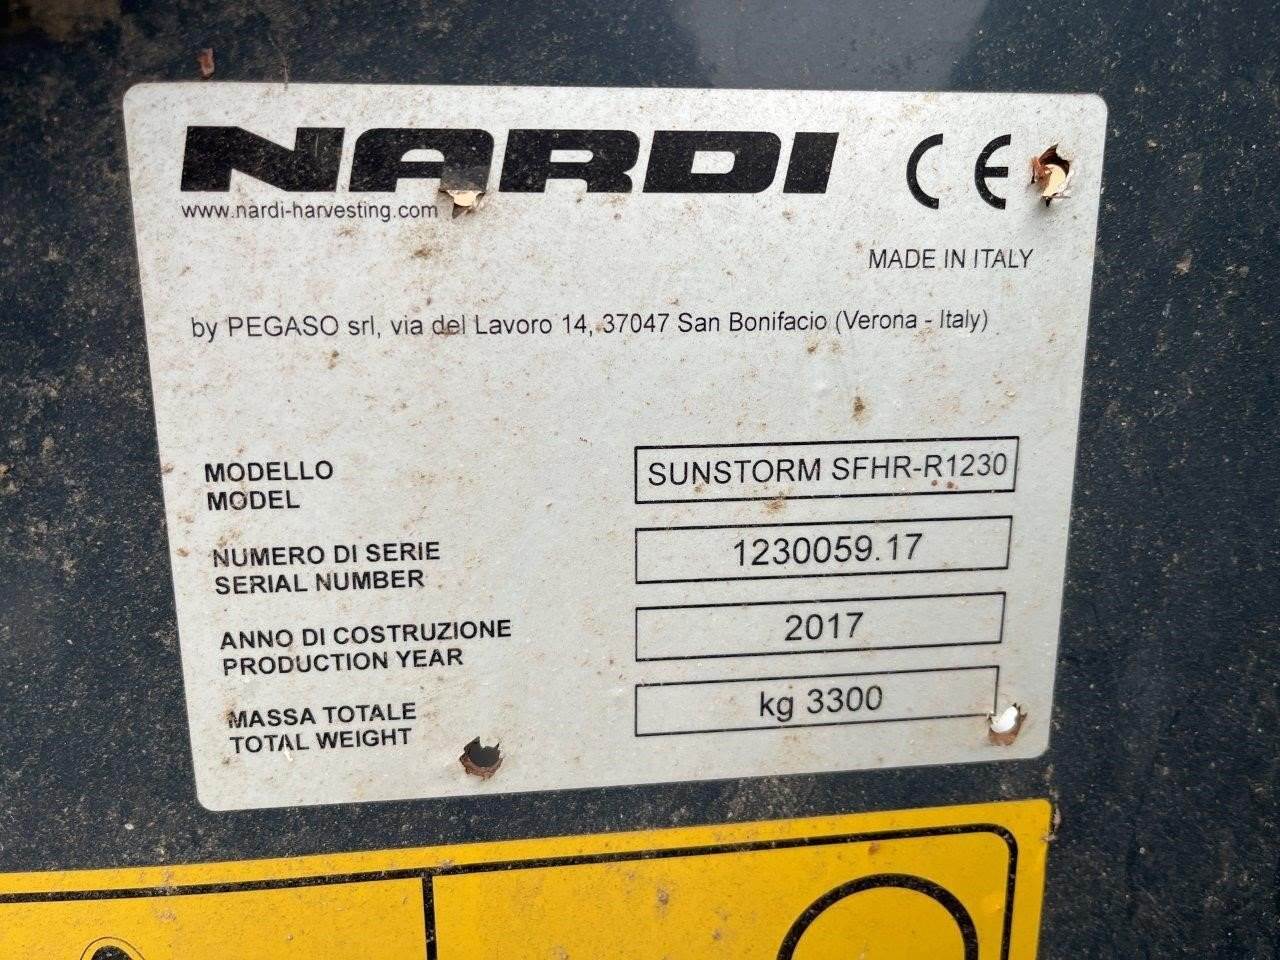 NARDI CE
www.nardi-harvesting.com
MADE IN ITALY
by PEGASO srl, via del Lavoro 14, 37047 San Bonifacio (Verona - Italy)
MODELLO
MODEL
SUNSTORM SFHR-R1230
NUMERO DI SERIE
SERIAL NUMBER
1230059.17
ANNO DI COSTRUZIONE
PRODUCTION YEAR
2017
MASSA TOTALE
TOTAL WEIGHT
kg 3300